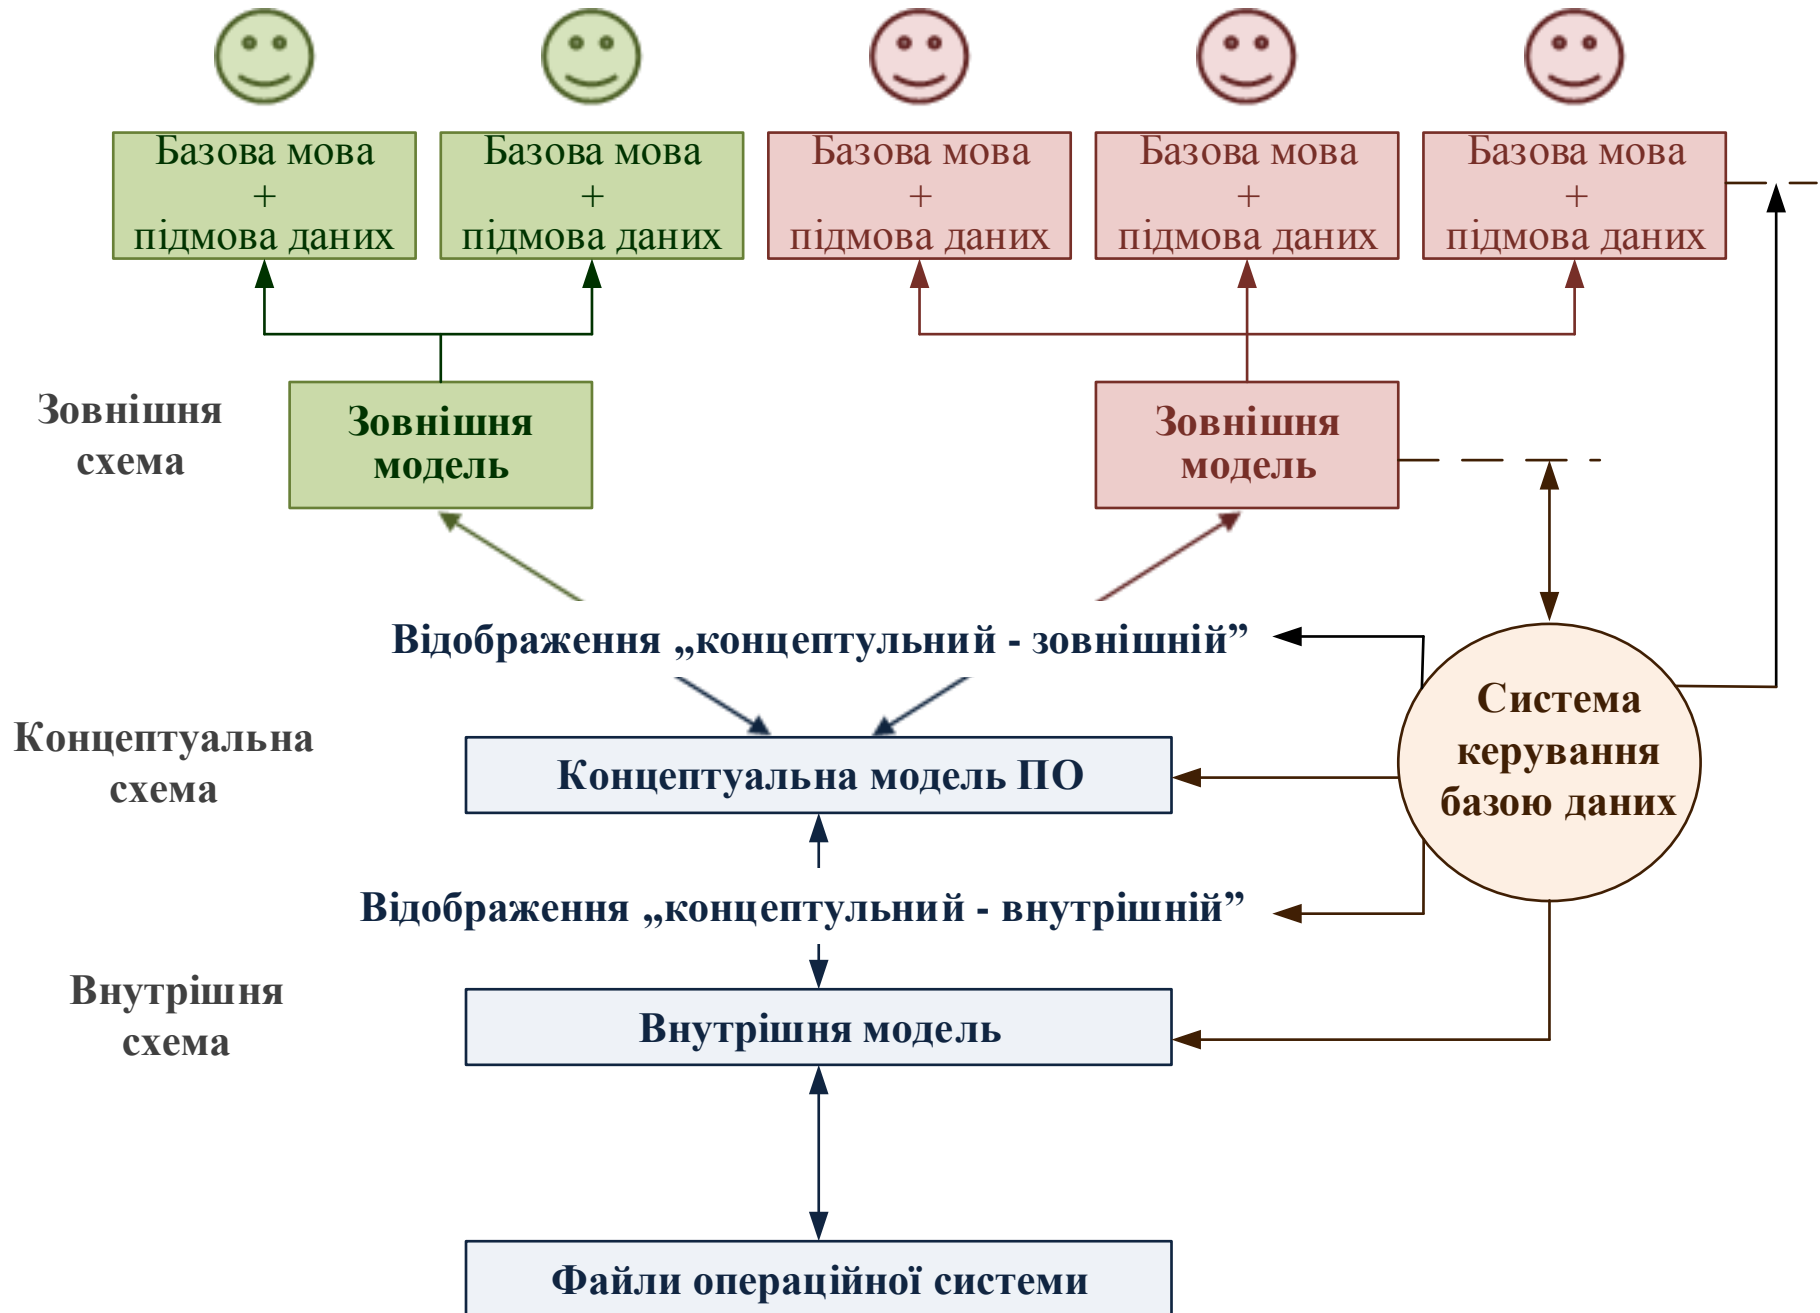 Базова мова
+
підмова даних
Базова мова
+
підмова даних
Базова мова
+
підмова даних
Базова мова
+
підмова даних
Базова мова
+
підмова даних
Зовнішня
схема
Зовнішня
модель
Зовнішня
модель
Відображення „концептульний - зовнішній”
Система
керування
базою даних
Концептуальна
схема
Концептуальна модель ПО
Відображення „концептульний - внутрішній”
Внутрішня
схема
Внутрішня модель
Файли операційної системи